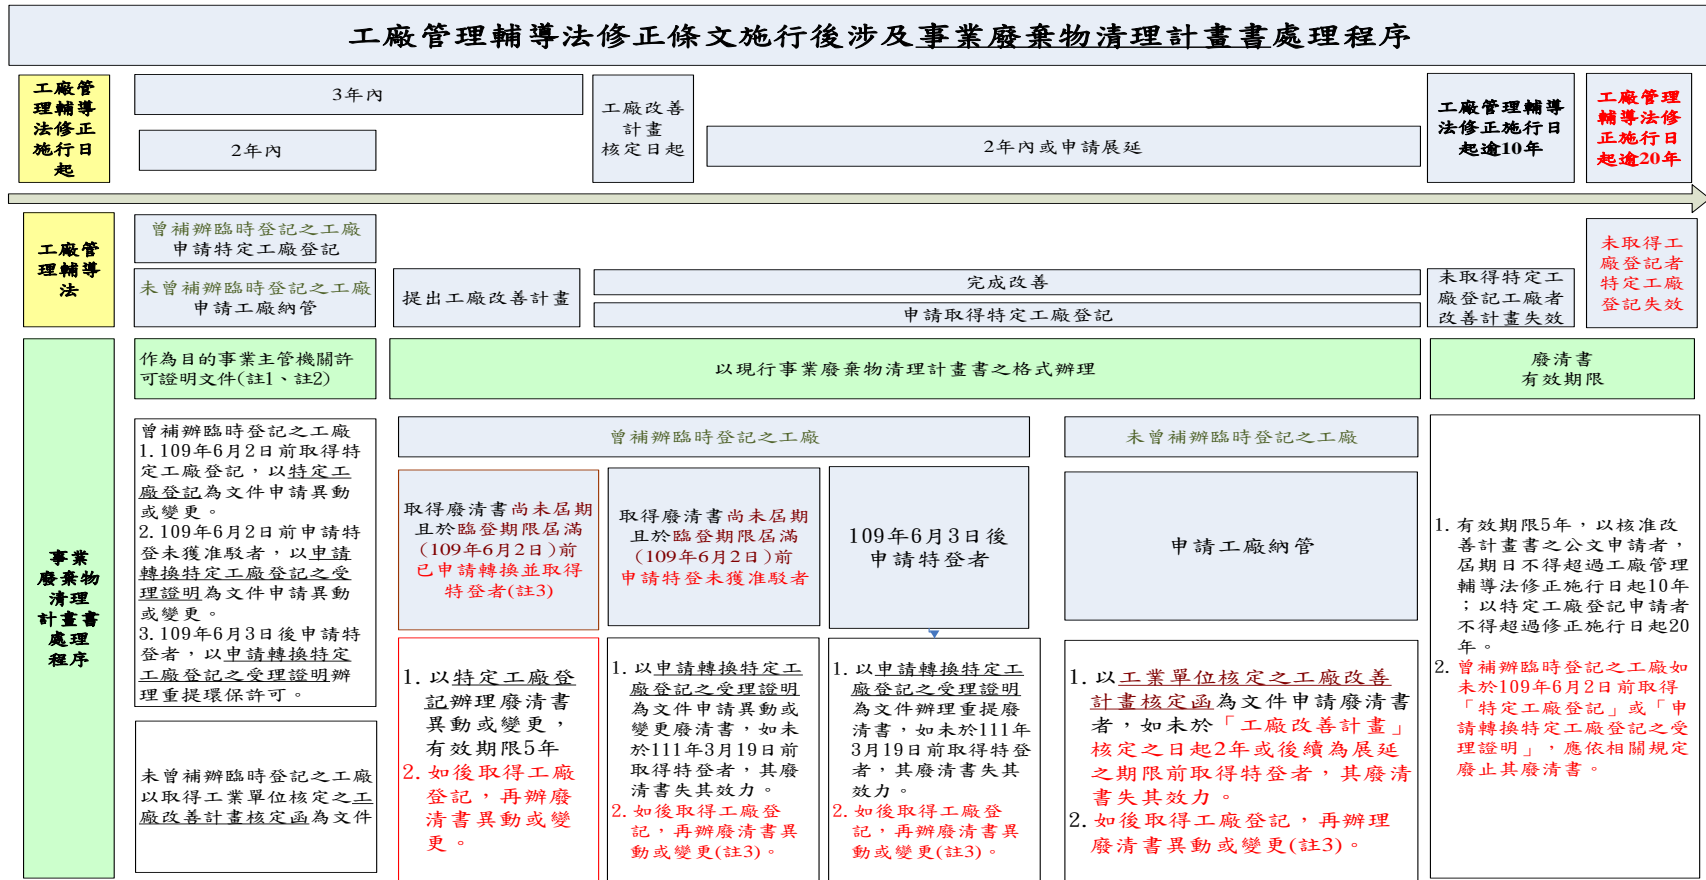 工廠管理輔導法修正條文施行後涉及事業廢棄物清理計畫書處理程序
工廠管
理輔導
法修正
施行日
起
3年內
2年內
工廠改善
計畫
核定日起
2年內或申請展延
工廠管理輔導
法修正施行日
起逾10年
工廠管理
輔導法修
正施行日
起逾20年
工廠管
理輔導
法
曾補辦臨時登記之工廠
申請特定工廠登記
未曾補辦臨時登記之工廠
申請工廠納管
提出工廠改善計畫
完成改善
申請取得特定工廠登記
未取得特定工
廠登記工廠者
改善計畫失效
未取得工
廠登記者
特定工廠
登記失效
事業
廢棄物
清理
計畫書
處理
程序
作為目的事業主管機關許
可證明文件(註1、註2)
以現行事業廢棄物清理計畫書之格式辦理
廢清書
有效期限
曾補辦臨時登記之工廠
1.109年6月2日前取得特
定工廠登記，以特定工
廠登記為文件申請異動
或變更。
2.109年6月2日前申請特
登未獲准駁者，以申請
轉換特定工廠登記之受
理證明為文件申請異動
或變更。
3.109年6月3日後申請特
登者，以申請轉換特定
工廠登記之受理證明辦
理重提環保許可。
未曾補辦臨時登記之工廠
以取得工業單位核定之工
廠改善計畫核定函為文件
曾補辦臨時登記之工廠
未曾補辦臨時登記之工廠
取得廢清書尚未屆期
且於臨登期限屆滿
(109年6月2日)前
已申請轉換並取得
特登者(註3)
取得廢清書尚未屆期
且於臨登期限屆滿
(109年6月2日)前
申請特登未獲准駁者
109年6月3日後
申請特登者
申請工廠納管
1. 以特定工廠登
記辦理廢清書
異動或變更，
有效期限5年
2. 如後取得工廠
登記，再辦廢
清書異動或變
更。
1. 以申請轉換特定工
廠登記之受理證明
為文件申請異動或
變更廢清書，如未
於111年3月19日前
取得特登者，其廢
清書失其效力。
2. 如後取得工廠登
記，再辦廢清書異
動或變更(註3)。
1. 以申請轉換特定工
廠登記之受理證明
為文件辦理重提廢
清書，如未於111年
3月19日前取得特登
者，其廢清書失其
效力。
2. 如後取得工廠登
記，再辦廢清書異
動或變更(註3)。
1. 以工業單位核定之工廠改善
計畫核定函為文件申請廢清書
者，如未於「工廠改善計畫」
核定之日起2年或後續為展延
之期限前取得特登者，其廢清
書失其效力。
2. 如後取得工廠登記，再辦理
廢清書異動或變更(註3)。
1. 有效期限5年，以核准改
善計畫書之公文申請者，
屆期日不得超過工廠管理
輔導法修正施行日起10年
；以特定工廠登記申請者
不得超過修正施行日起20
年。
2. 曾補辦臨時登記之工廠如
未於109年6月2日前取得
「特定工廠登記」或「申
請轉換特定工廠登記之受
理證明」，應依相關規定
廢止其廢清書。